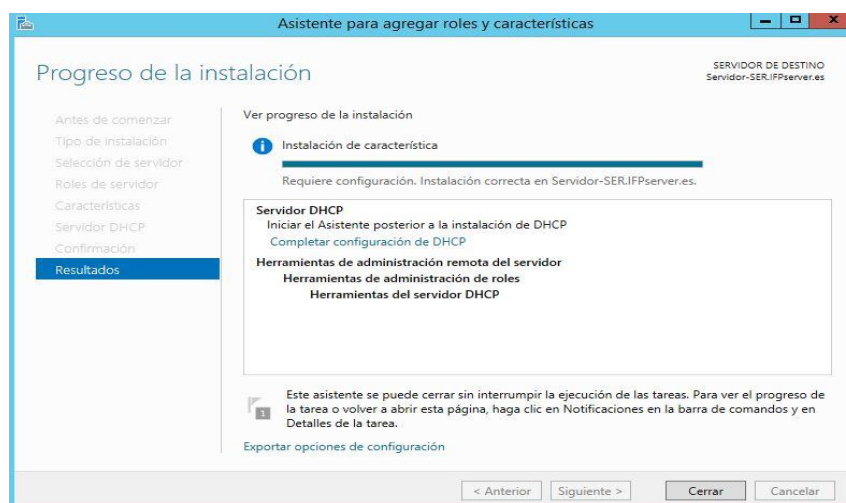 Asistente para agregar roles y características
Progreso de la instalación
SERVIDOR DE DESTINO
Servidor-SER.IFPserver.es
Antes de comenzar
Tipo de instalación
Selección de servidor
Roles de servidor
Características
Servidor DHCP
Confirmación
Resultados
Ver progreso de la instalación
Instalación de característica
Requiere configuración. Instalación correcta en Servidor-SER.IFPserver.es.
Servidor DHCP
Iniciar el Asistente posterior a la instalación de DHCP
Completar configuración de DHCP
Herramientas de administración remota del servidor
Herramientas de administración de roles
Herramientas del servidor DHCP
1
Este asistente se puede cerrar sin interrumpir la ejecución de las tareas. Para ver el progreso de
la tarea o volver a abrir esta página, haga clic en Notificaciones en la barra de comandos y en
Detalles de la tarea.
Exportar opciones de configuración
< Anterior
Siguiente >
Cerrar
Cancelar